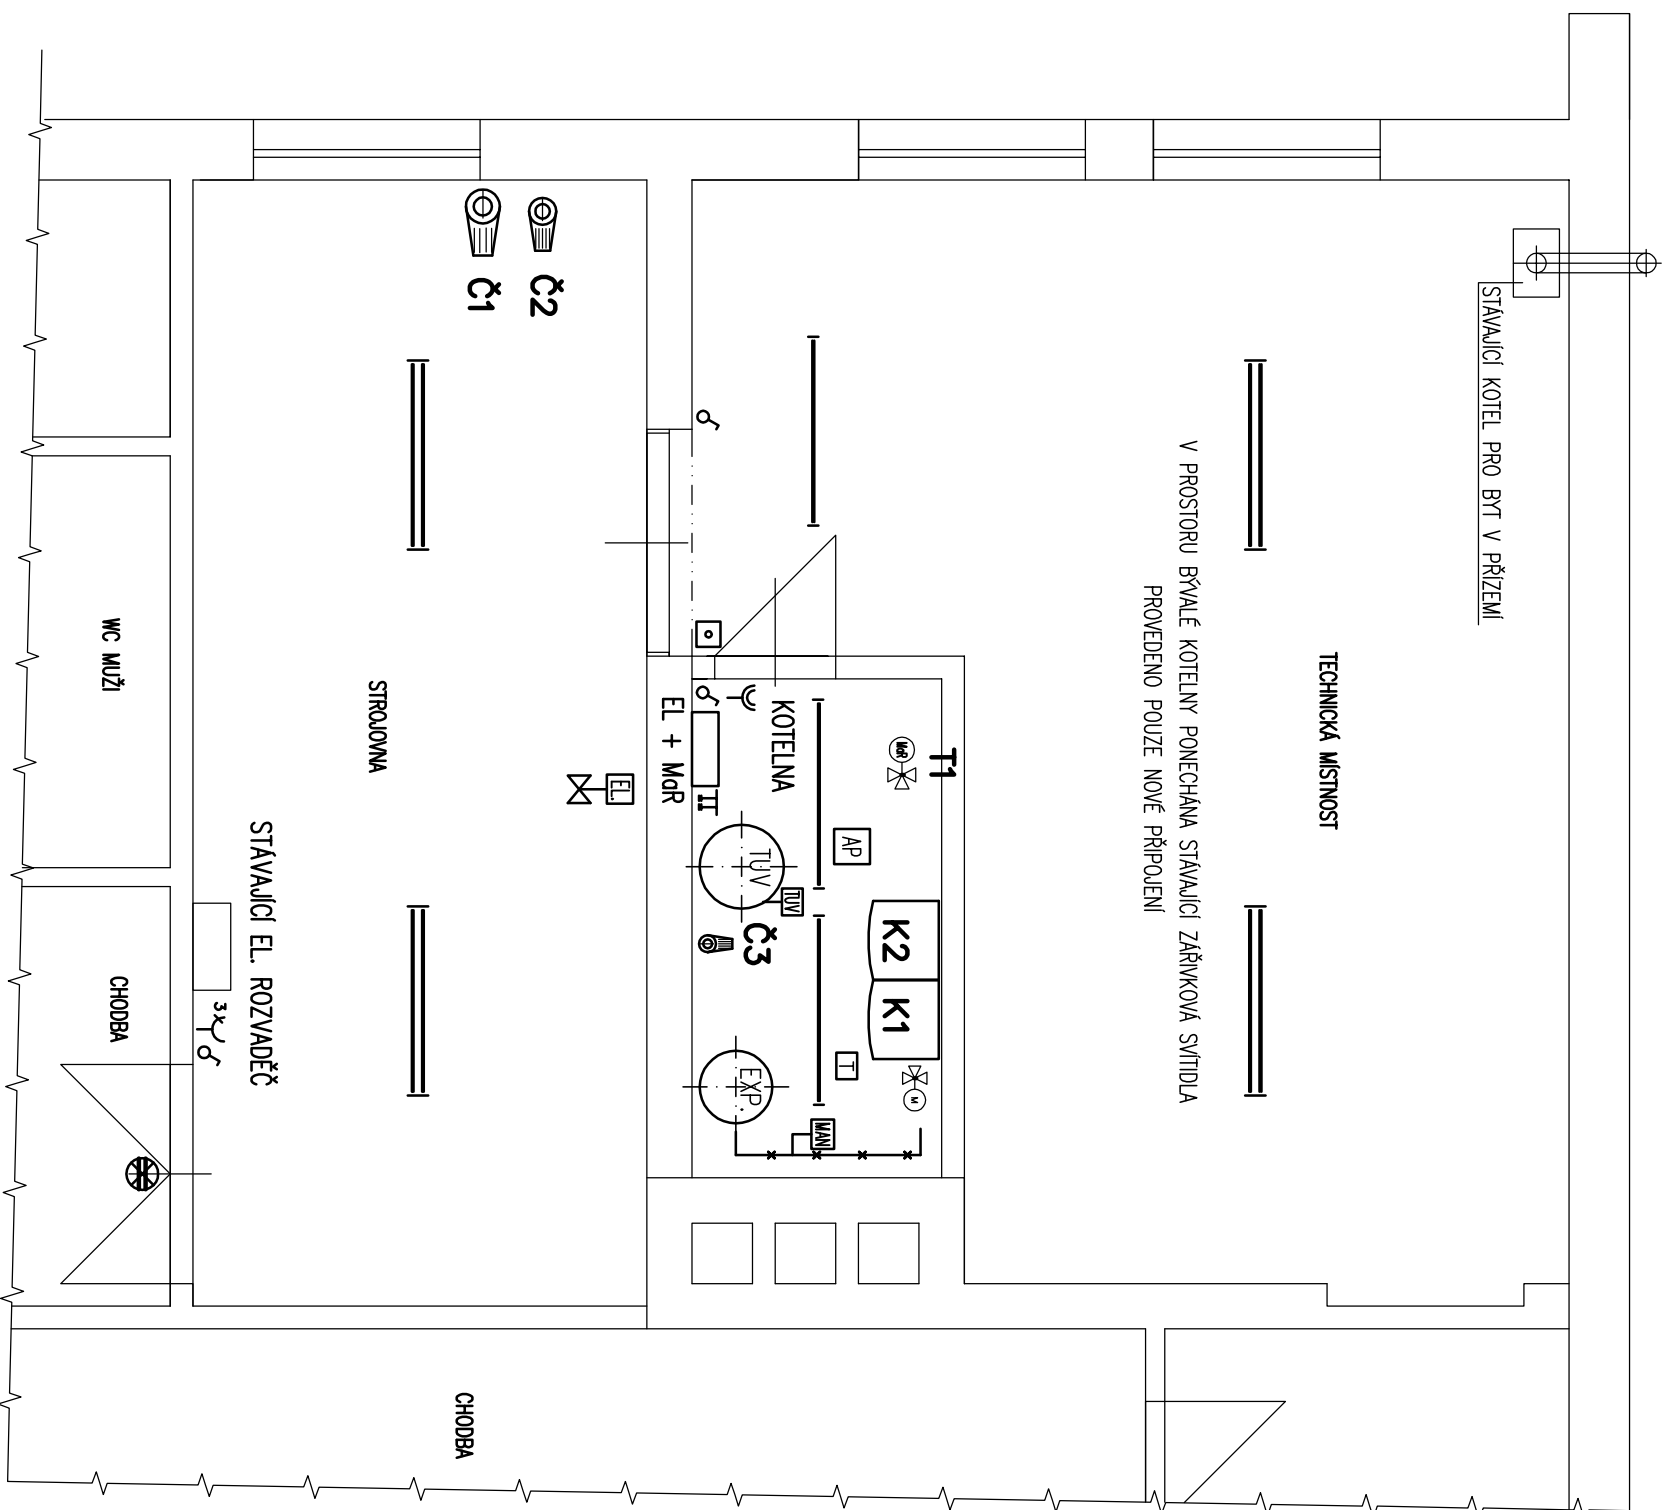 STÁVAJÍCÍ KOTEL PRO BYT V PŘÍZEMÍ
TECHNICKÁ MÍSTNOST
V PROSTORU BÝVALÉ KOTELNY PONECHÁNA STÁVAJÍCÍ ZÁŘIVKOVÁ SVÍTIDLA
PROVEDENO POUZE NOVÉ PŘIPOJENÍ
T1
MaR
K2
K1
M
AP
T
MAN
KOTELNA
TUV
TUV
Č3
EXP.
EL + MaR
EL.
Č2
Č1
STROJOVNA
STÁVAJÍCÍ EL. ROZVADĚČ
3x
WC MUŽI
CHODBA
CHODBA